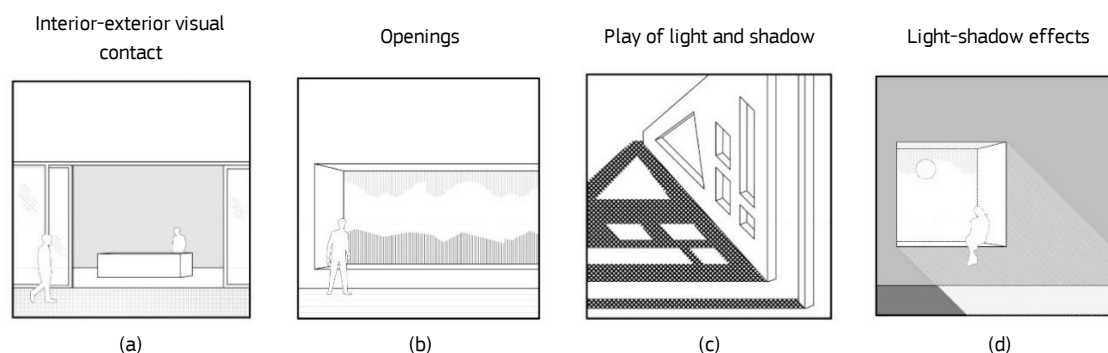 Interior-exterior visual
contact
Openings
Play of light and shadow
Light-shadow effects
(a)
(b)
(c)
(d)